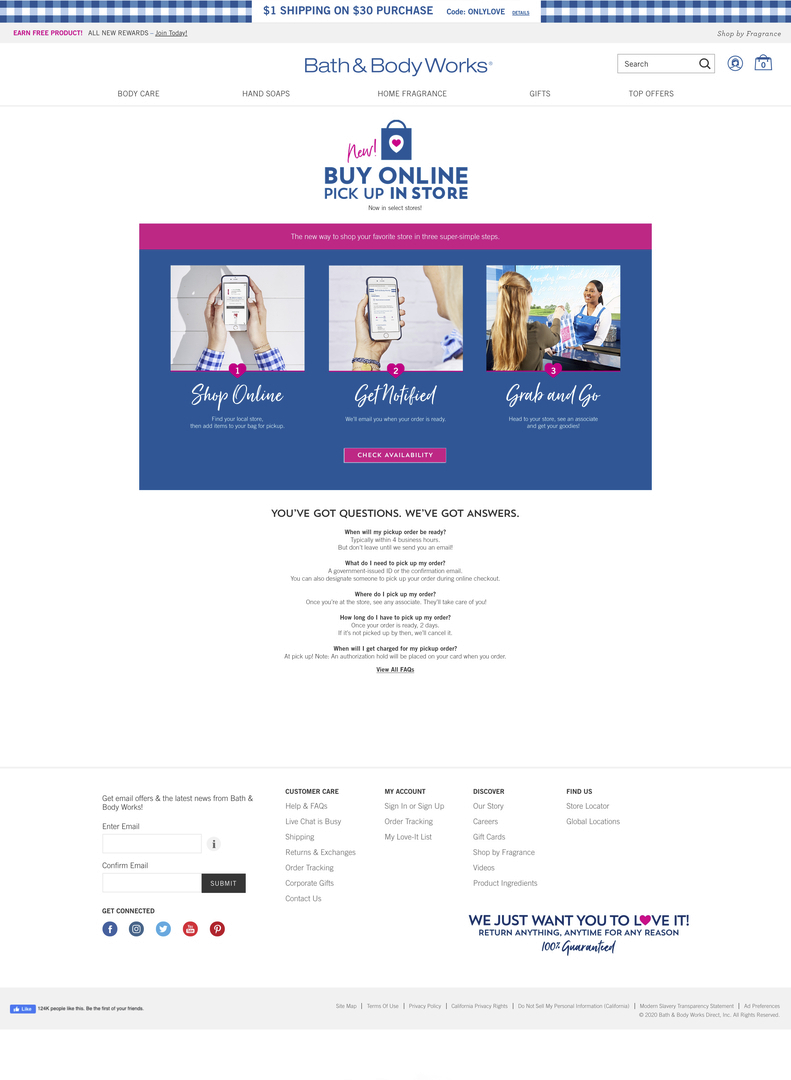 $1 SHIPPING ON $30 PURCHASE Code: ONLYLOVE DETAILS
EARN FREE PRODUCT! ALL NEW REWARDS – Join Today!
Shop by Fragrance
Bath & Body Works®
Search
0
BODY CARE HAND SOAPS HOME FRAGRANCE GIFTS TOP OFFERS
New!
BUY ONLINE
PICK UP IN STORE
Now in select stores!
The new way to shop your favorite store in three super-simple steps.
1
Shop Online
Find your local store,
then add items to your bag for pickup.
2
Get Notified
We'll email you when your order is ready.
3
Grab and Go
Head to your store, see an associate
and get your goodies!
CHECK AVAILABILITY
YOU'VE GOT QUESTIONS. WE'VE GOT ANSWERS.
When will my pickup order be ready?
Typically within 4 business hours.
But don't leave until we send you an email!
What do I need to pick up my order?
A government-issued ID or the confirmation email.
You can also designate someone to pick up your order during online checkout.
Where do I pick up my order?
Once you're at the store, see any associate. They'll take care of you!
How long do I have to pick up my order?
Once your order is ready, 2 days.
If it's not picked up by then, we'll cancel it.
When will I get charged for my pickup order?
At pick up! Note: An authorization hold will be placed on your card when you order.
View All FAQs
Get email offers & the latest news from Bath &
Body Works!
Enter Email
i
Confirm Email
SUBMIT
GET CONNECTED
CUSTOMER CARE
Help & FAQs
Live Chat is Busy
Shipping
Returns & Exchanges
Order Tracking
Corporate Gifts
Contact Us
MY ACCOUNT
Sign In or Sign Up
Order Tracking
My Love-It List
DISCOVER
Our Story
Careers
Gift Cards
Shop by Fragrance
Videos
Product Ingredients
FIND US
Store Locator
Global Locations
WE JUST WANT YOU TO LOVE IT!
RETURN ANYTHING, ANYTIME FOR ANY REASON
100% Guaranteed
Like 124K people like this. Be the first of your friends.
Site Map | Terms Of Use | Privacy Policy | California Privacy Rights | Do Not Sell My Personal Information (California) | Modern Slavery Transparency Statement | Ad Preferences
© 2020 Bath & Body Works Direct, Inc. All Rights Reserved.